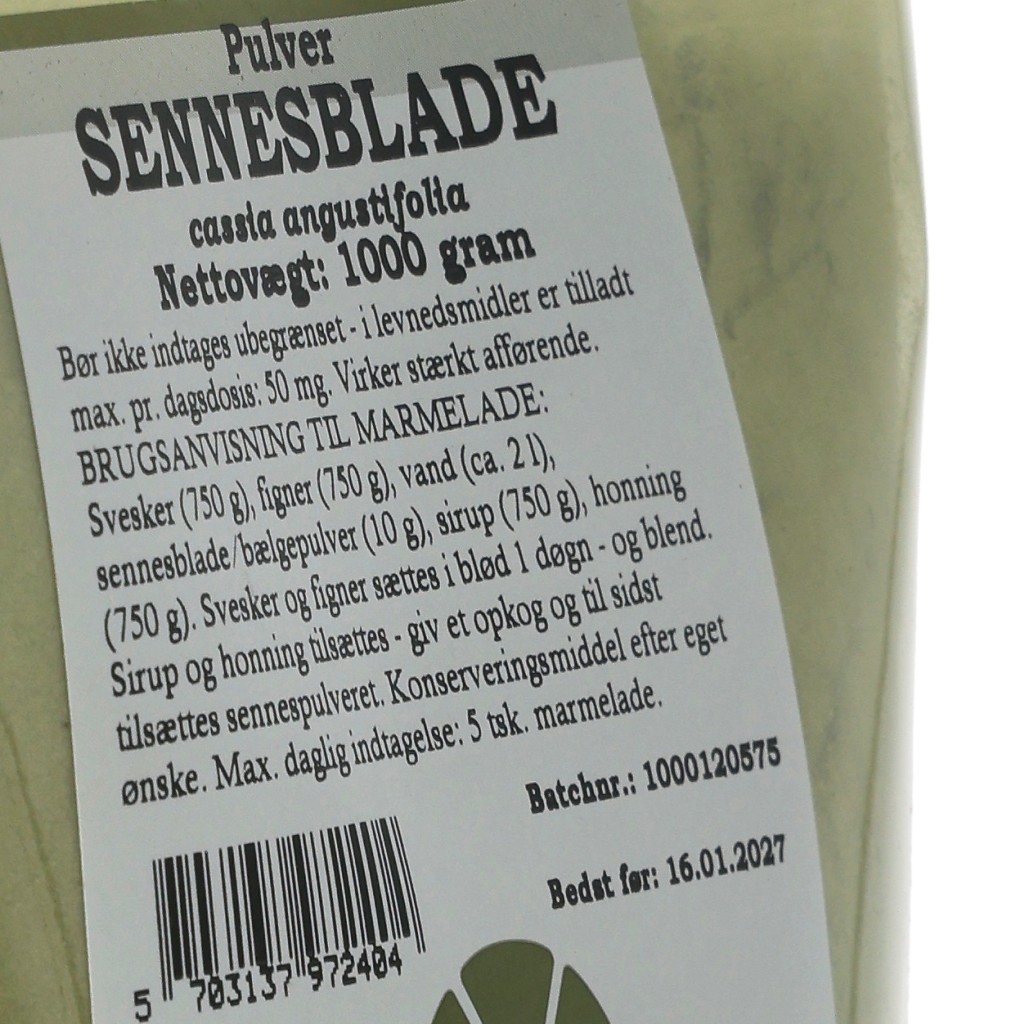 Pulver
SENNESBLADE
cassia angustifolia
Nettovægt: 1000 gram
Bør ikke indtages ubegrænset - i levnedsmidler er tilladt
max. pr. dagsdosis: 50 mg. Virker stærkt afførende.
BRUGSANVISNING TIL MARMELADE:
Svesker (750 g), figner (750 g), vand (ca. 2 l),
sennesblade/bælgepulver (10 g), sirup (750 g), honning
(750 g). Svesker og figner sættes i blød 1 døgn - og blend.
Sirup og honning tilsættes - giv et opkog og til sidst
tilsættes sennespulveret. Konserveringsmiddel efter eget
ønske. Max. daglig indtagelse: 5 tsk. marmelade.
Batchnr.: 1000120575
Bedst før: 16.01.2027
5 703137 972404